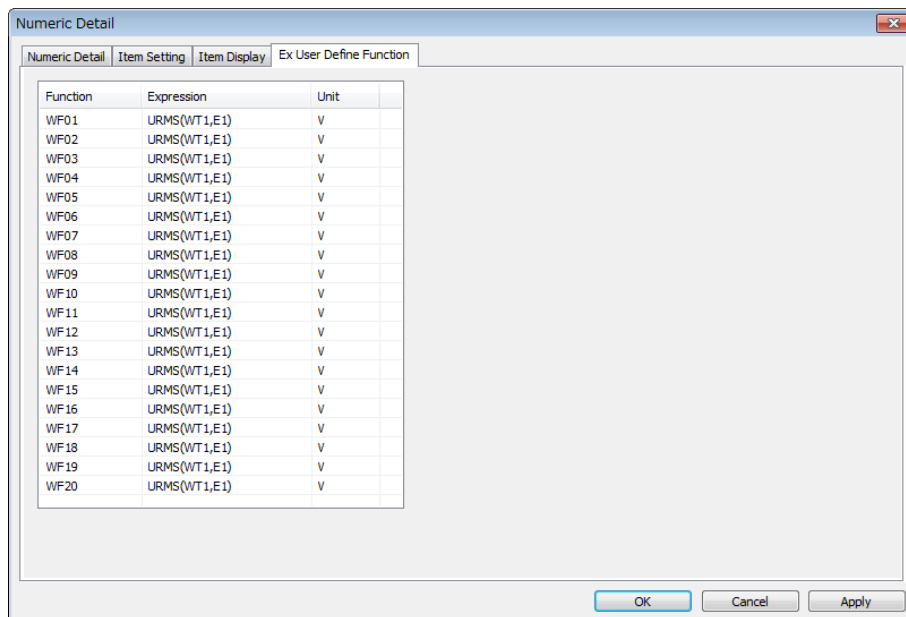 Numeric Detail
Numeric Detail Item Setting Item Display Ex User Define Function
Function Expression Unit
WF01 URMS(WT1,E1) V
WF02 URMS(WT1,E1) V
WF03 URMS(WT1,E1) V
WF04 URMS(WT1,E1) V
WF05 URMS(WT1,E1) V
WF06 URMS(WT1,E1) V
WF07 URMS(WT1,E1) V
WF08 URMS(WT1,E1) V
WF09 URMS(WT1,E1) V
WF10 URMS(WT1,E1) V
WF11 URMS(WT1,E1) V
WF12 URMS(WT1,E1) V
WF13 URMS(WT1,E1) V
WF14 URMS(WT1,E1) V
WF15 URMS(WT1,E1) V
WF16 URMS(WT1,E1) V
WF17 URMS(WT1,E1) V
WF18 URMS(WT1,E1) V
WF19 URMS(WT1,E1) V
WF20 URMS(WT1,E1) V
OK Cancel Apply